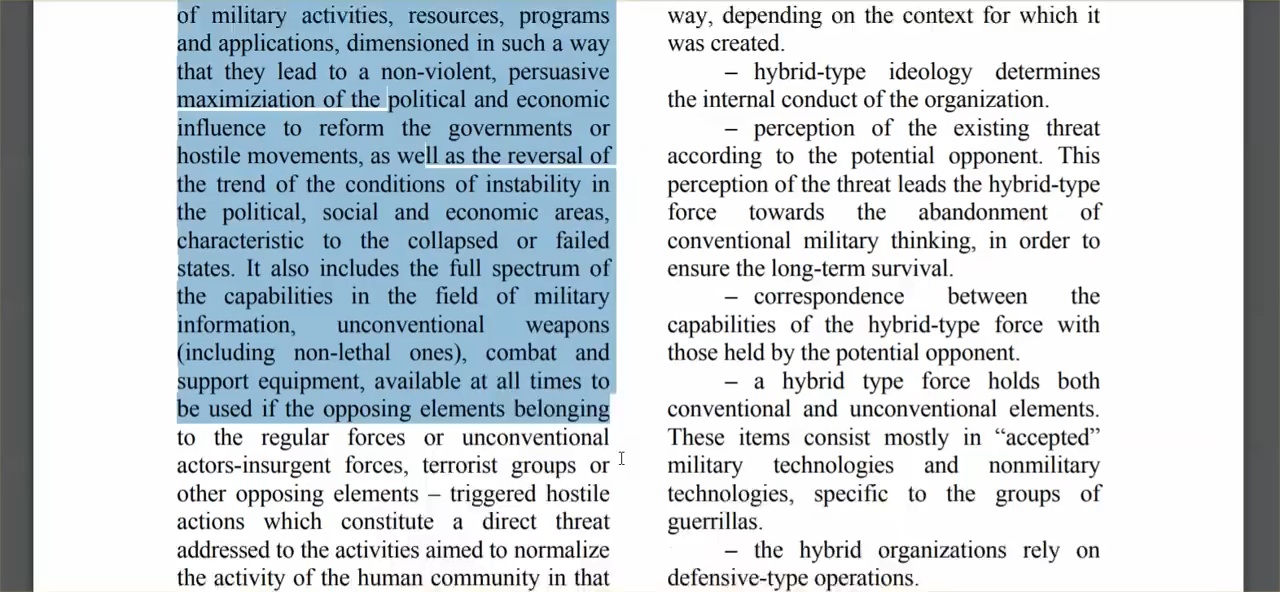 of military activities, resources, programs
and applications, dimensioned in such a way
that they lead to a non-violent, persuasive
maximiziation of the political and economic
influence to reform the governments or
hostile movements, as well as the reversal of
the trend of the conditions of instability in
the political, social and economic areas,
characteristic to the collapsed or failed
states. It also includes the full spectrum of
the capabilities in the field of military
information, unconventional weapons
(including non-lethal ones), combat and
support equipment, available at all times to
be used if the opposing elements belonging
to the regular forces or unconventional
actors-insurgent forces, terrorist groups or
other opposing elements – triggered hostile
actions which constitute a direct threat
addressed to the activities aimed to normalize
the activity of the human community in that
way, depending on the context for which it
was created.
– hybrid-type ideology determines
the internal conduct of the organization.
– perception of the existing threat
according to the potential opponent. This
perception of the threat leads the hybrid-type
force towards the abandonment of
conventional military thinking, in order to
ensure the long-term survival.
– correspondence between the
capabilities of the hybrid-type force with
those held by the potential opponent.
– a hybrid type force holds both
conventional and unconventional elements.
These items consist mostly in “accepted”
military technologies and nonmilitary
technologies, specific to the groups of
guerrillas.
– the hybrid organizations rely on
defensive-type operations.